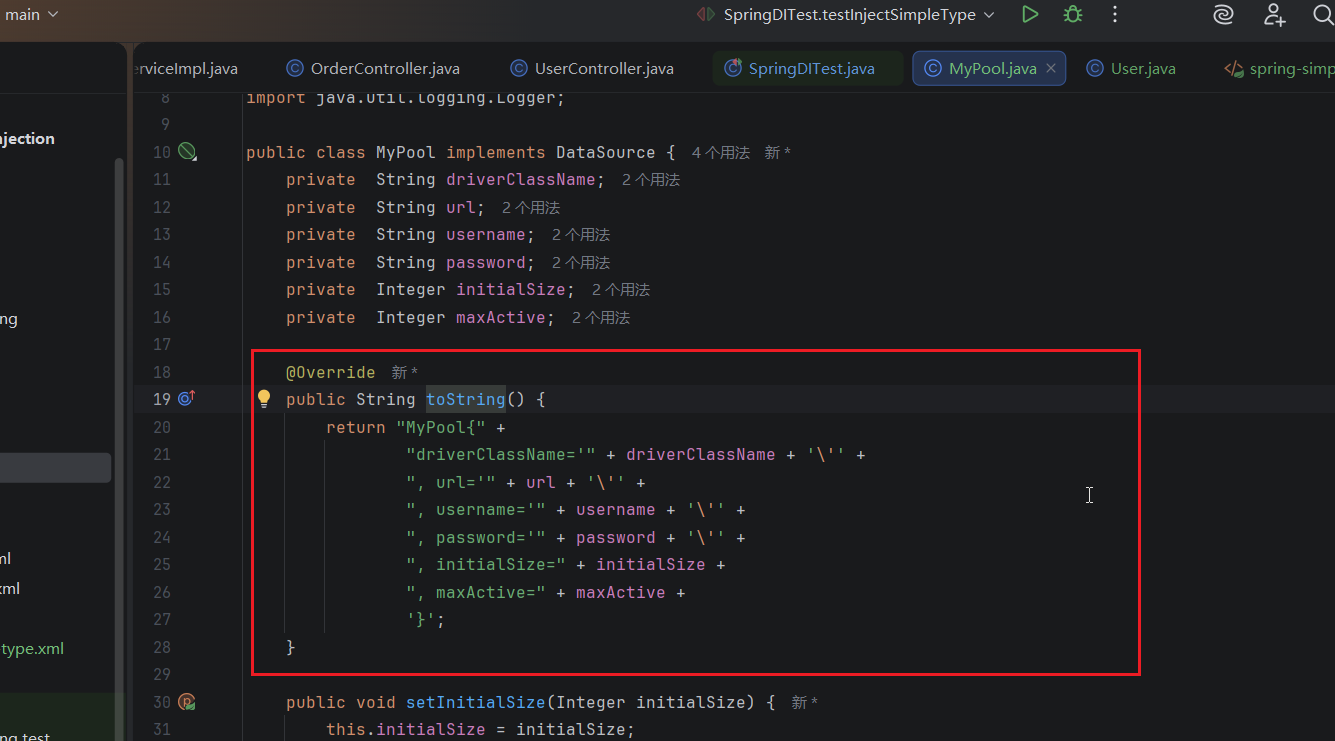 main
SpringDITest.testInjectSimpleType
erviceImpl.java
OrderController.java
UserController.java
SpringDITest.java
MyPool.java
User.java
spring-simp
njection
ng
ml
xml
type.xml
ng.test
8 import java.util.logging.Logger;
9
10 public class MyPool implements DataSource { 4 个用法 新 *
11 private String driverClassName; 2 个用法
12 private String url; 2 个用法
13 private String username; 2 个用法
14 private String password; 2 个用法
15 private Integer initialSize; 2 个用法
16 private Integer maxActive; 2 个用法
17
18 @Override 新 *
19 public String toString() {
20 return "MyPool{" +
21 "driverClassName='" + driverClassName + '\'' +
22 ", url='" + url + '\'' +
23 ", username='" + username + '\'' +
24 ", password='" + password + '\'' +
25 ", initialSize=" + initialSize +
26 ", maxActive=" + maxActive +
27 '}';
28 }
29
30 public void setInitialSize(Integer initialSize) { 新 *
31 this.initialSize = initialSize;